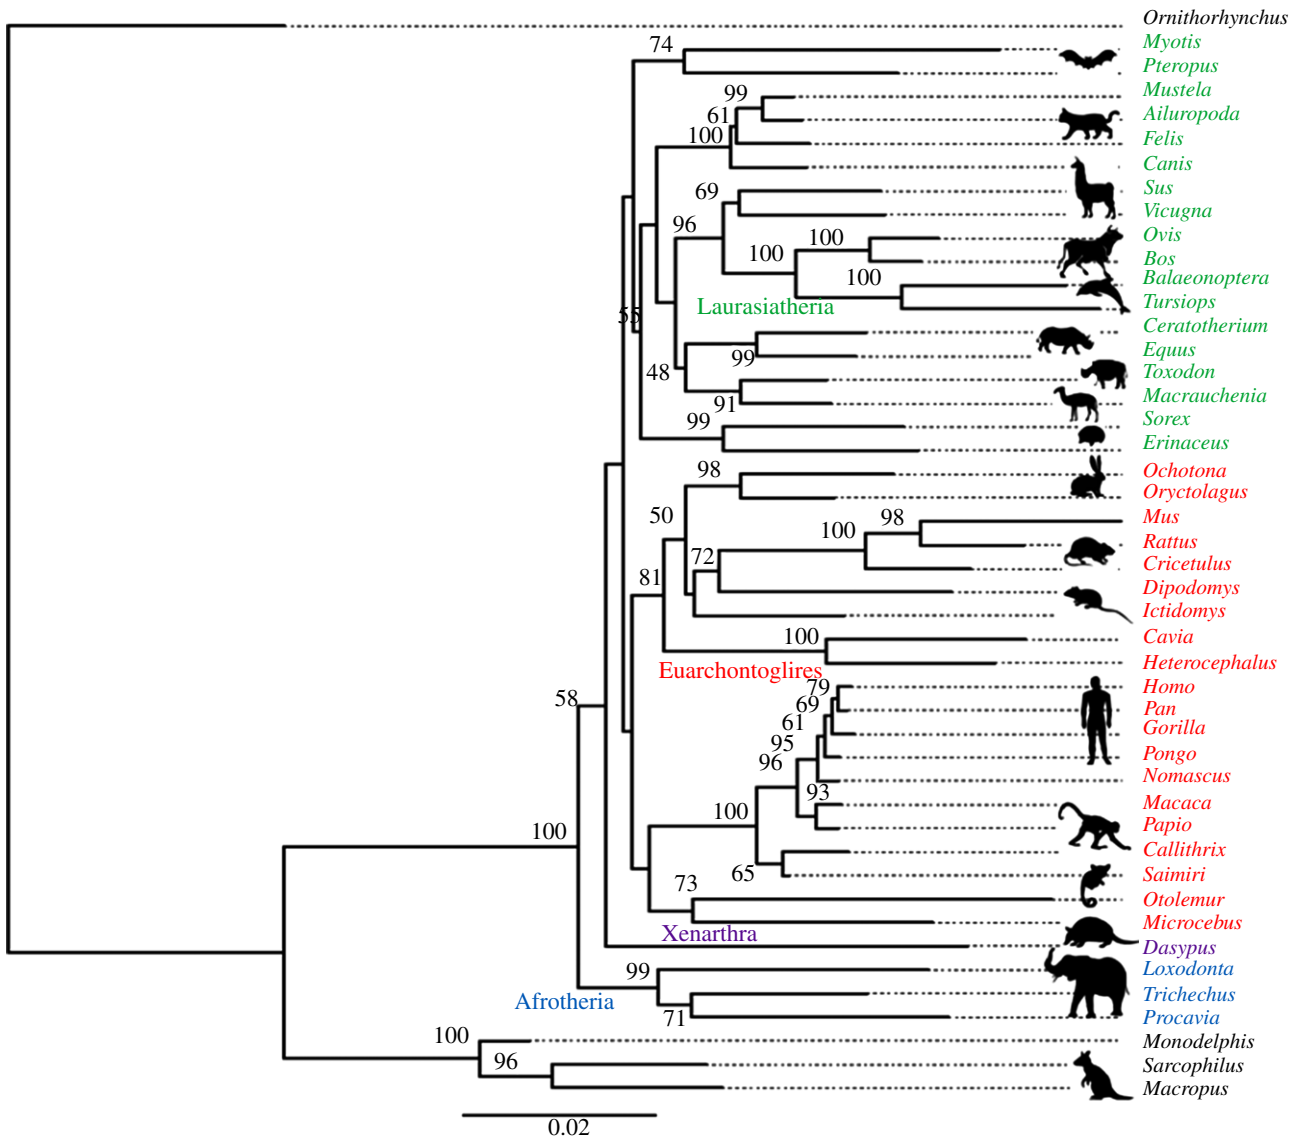 Ornithorhynchus
74
Myotis
Pteropus
99
Mustela
61
Ailuropoda
100
Felis
Canis
69
Sus
96
Vicugna
100
Ovis
100
Bos
100
Balaeonoptera
Laurasiatheria
Tursiops
55
Ceratotherium
99
Equus
48
Toxodon
91
Macrauchenia
99
Sorex
Erinaceus
98
Ochotona
50
Oryctolagus
98
Mus
100
Rattus
72
Cricetulus
81
Dipodomys
Ictidomys
100
Cavia
Euarchontoglires
Heterocephalus
79
Homo
58
69
Pan
61
Gorilla
95
Pongo
96
Nomascus
93
Macaca
100
Papio
100
Callithrix
65
Saimiri
73
Otolemur
Microcebus
Xenarthra
Dasypus
99
Loxodonta
Afrotheria
Trichechus
71
Procavia
100
Monodelphis
96
Sarcophilus
Macropus
0.02